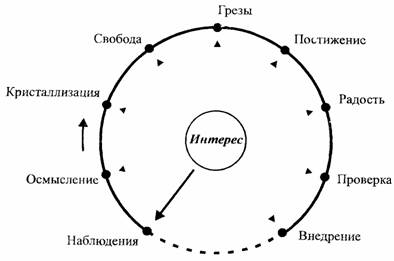 Грезы
Свобода
Постижение
Кристаллизация
Радость
Интерес
Осмысление
Проверка
Наблюдения
Внедрение